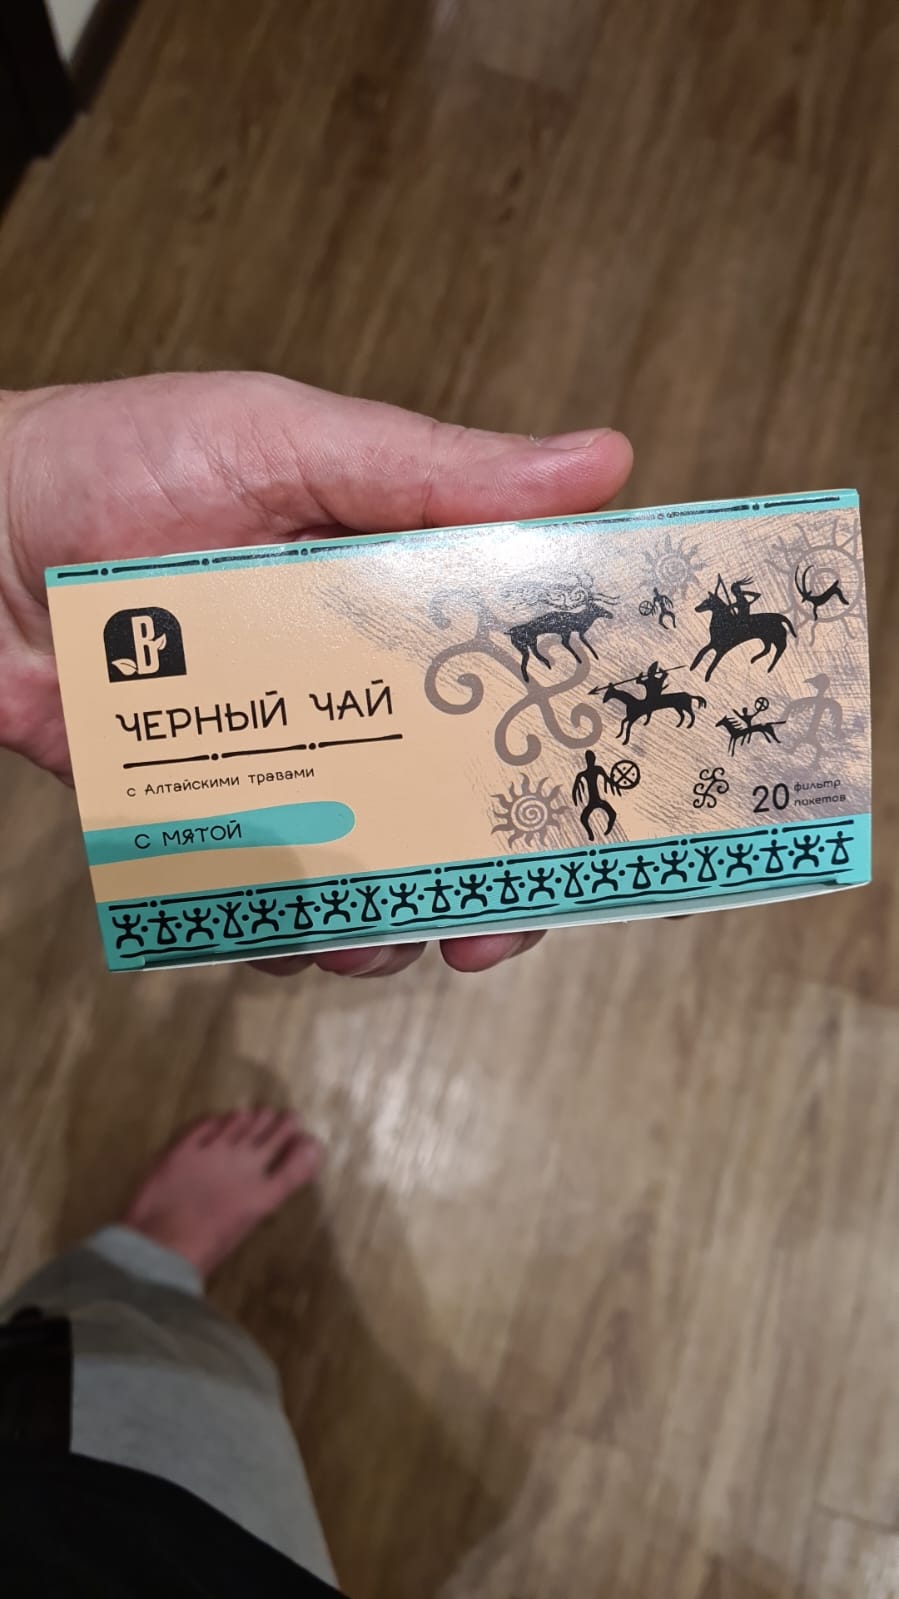 В
ЧЕРНЫЙ ЧАЙ
с Алтайскими травами
С МЯТОЙ
20 фильтр
пакетов